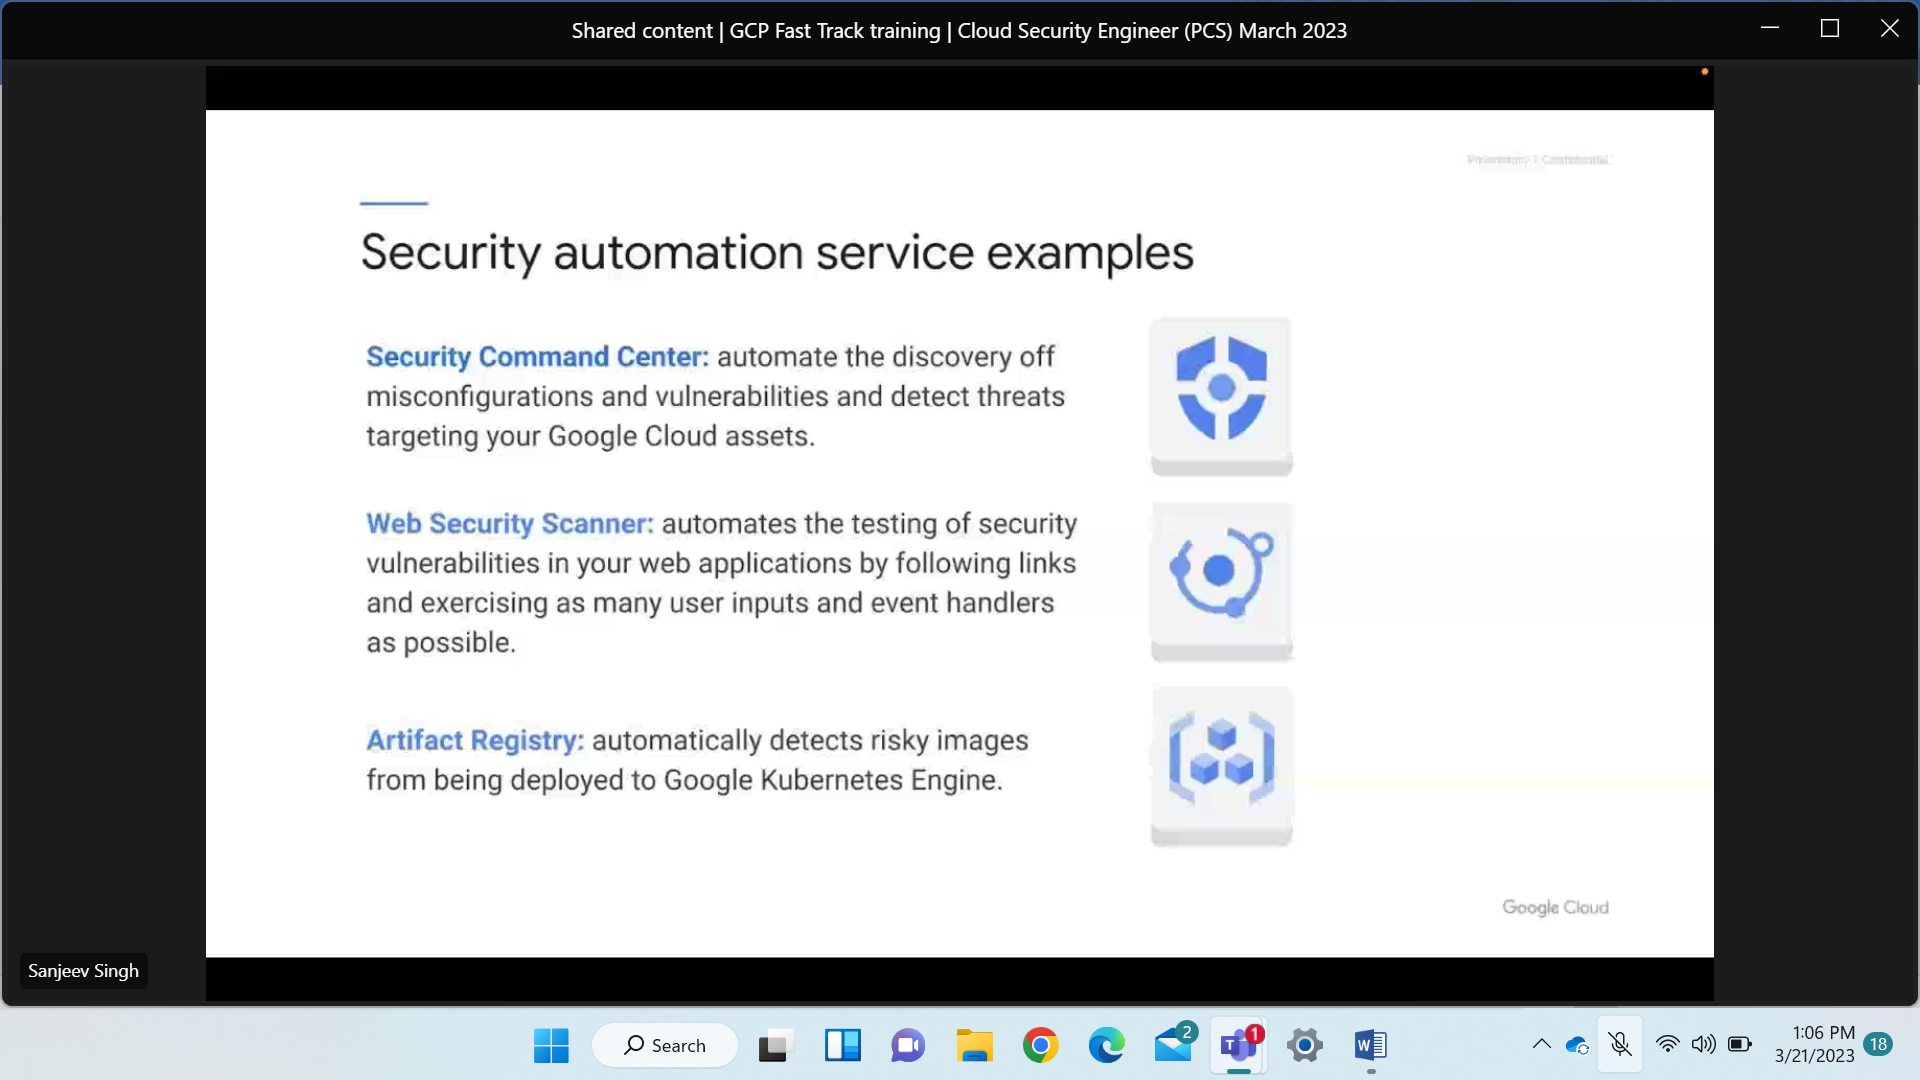 Shared content | GCP Fast Track training | Cloud Security Engineer (PCS) March 2023
Proprietary + Confidential
Security automation service examples
Security Command Center: automate the discovery off
misconfigurations and vulnerabilities and detect threats
targeting your Google Cloud assets.
Web Security Scanner: automates the testing of security
vulnerabilities in your web applications by following links
and exercising as many user inputs and event handlers
as possible.
Artifact Registry: automatically detects risky images
from being deployed to Google Kubernetes Engine.
Google Cloud
Sanjeev Singh
Search
2
T
1
W
1:06 PM
3/21/2023
18